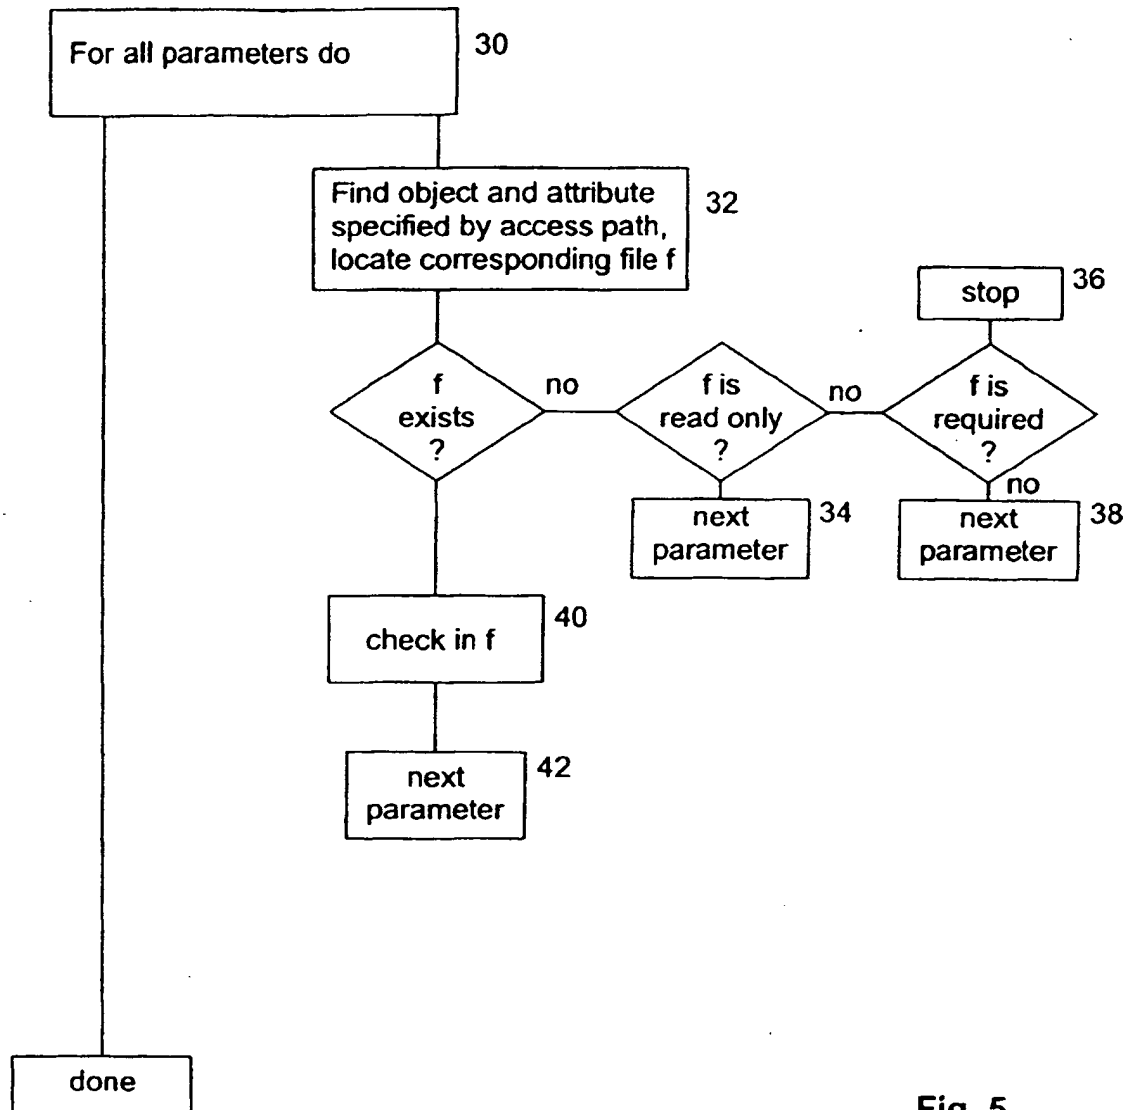 For all parameters do
30
Find object and attribute
specified by access path,
locate corresponding file f
32
stop
36
f
exists
?
no
f is
read only
?
no
f is
required
?
no
next
parameter
34
next
parameter
38
check in f
40
next
parameter
42
done
Fig. 5